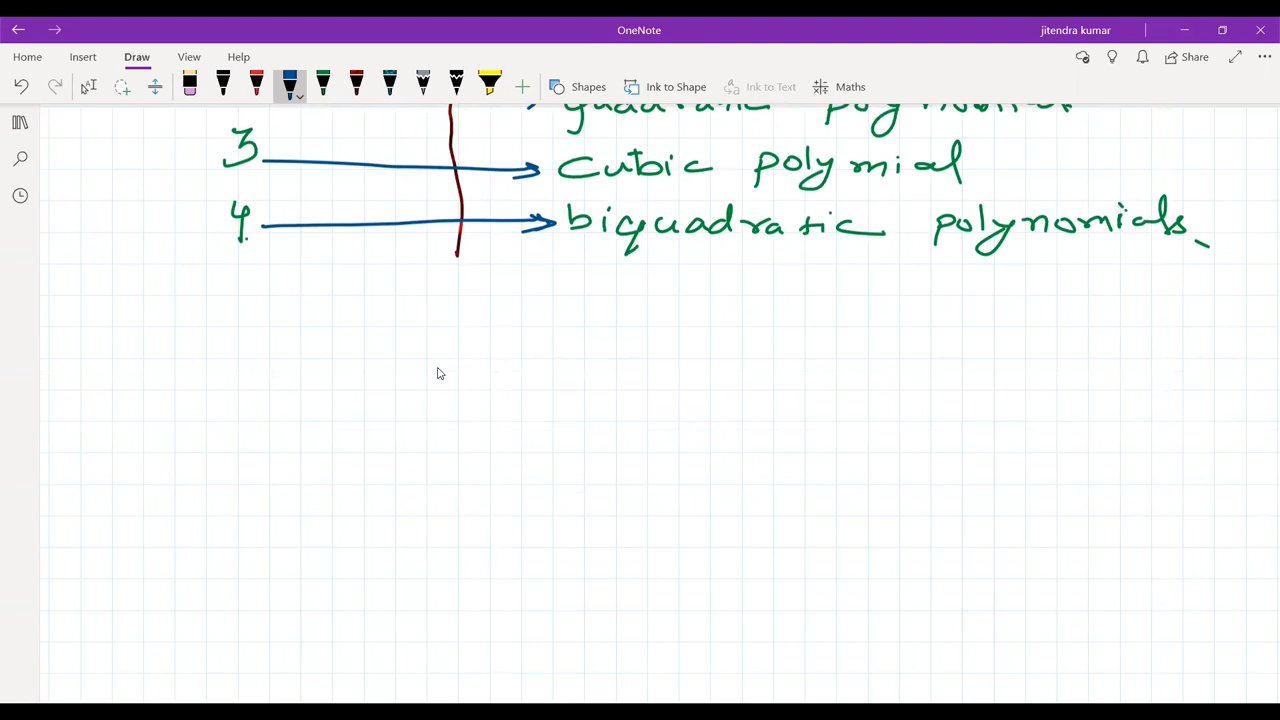 OneNote
jitendra kumar
Home Insert Draw View Help
Share
Shapes Ink to Shape Ink to Text Maths
3 Cubic polymial
4. biquadratic polynomials